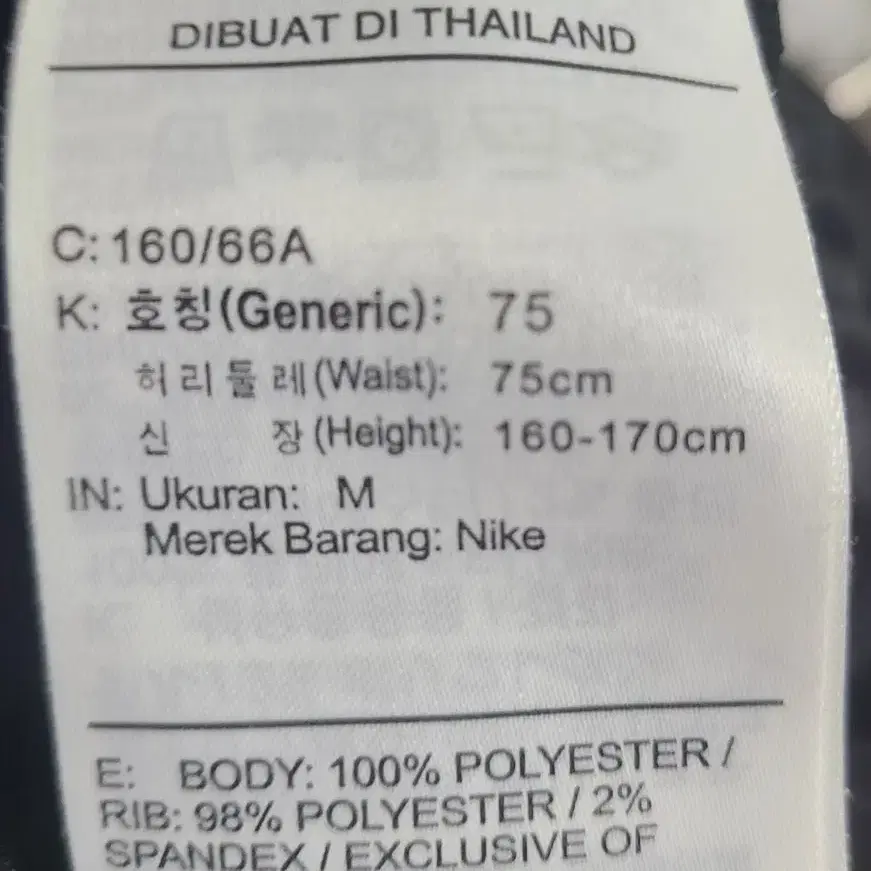 DIBUAT DI THAILAND
C: 160/66A
K: 호칭(Generic): 75
허리둘레(Waist): 75cm
신 장(Height): 160-170cm
IN: Ukuran: M
Merek Barang: Nike
E: BODY: 100% POLYESTER /
RIB: 98% POLYESTER / 2%
SPANDEX / EXCLUSIVE OF